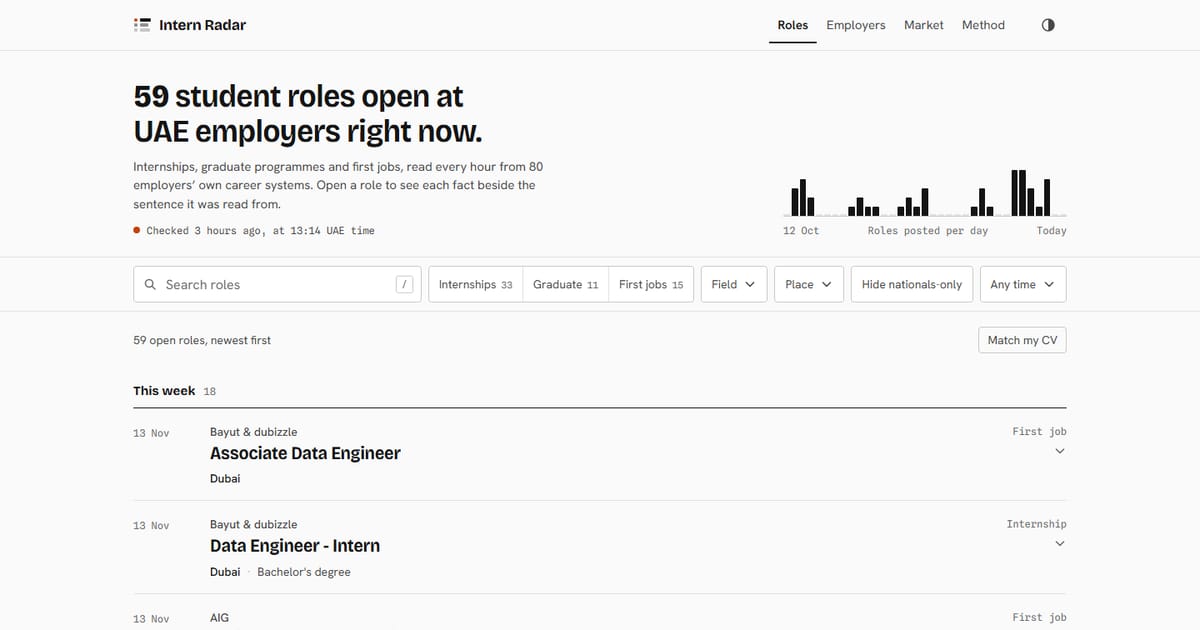 Intern Radar
Roles Employers Market Method
59 student roles open at
UAE employers right now.
Internships, graduate programmes and first jobs, read every hour from 80
employers’ own career systems. Open a role to see each fact beside the
sentence it was read from.
Checked 3 hours ago, at 13:14 UAE time
12 Oct Roles posted per day Today
Search roles / Internships 33 Graduate 11 First jobs 15 Field Place Hide nationals-only Any time
59 open roles, newest first Match my CV
This week 18
13 Nov Bayut & dubizzle First job
Associate Data Engineer
Dubai
13 Nov Bayut & dubizzle Internship
Data Engineer - Intern
Dubai · Bachelor's degree
13 Nov AIG First job